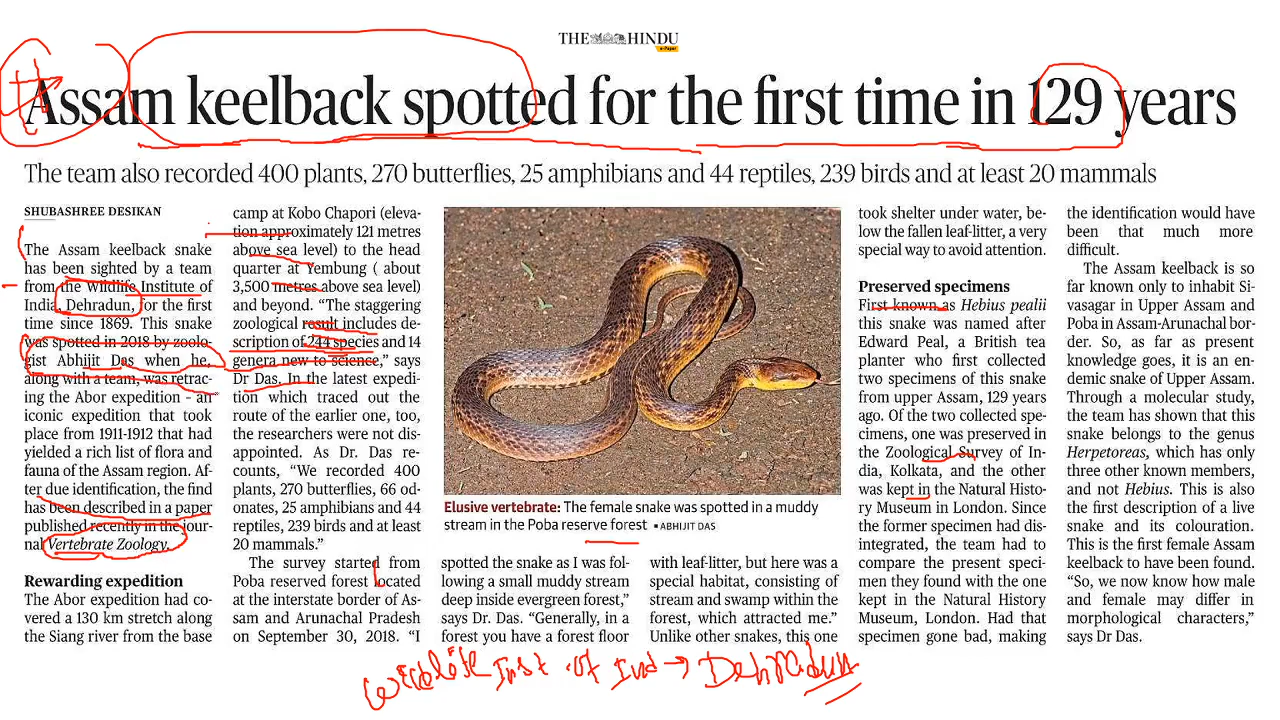 THE HINDU
e-Paper
Assam keelback spotted for the first time in 129 years
The team also recorded 400 plants, 270 butterflies, 25 amphibians and 44 reptiles, 239 birds and at least 20 mammals
SHUBASHREE DESIKAN
The Assam keelback snake
has been sighted by a team
from the Wildlife Institute of
India, Dehradun, for the first
time since 1869. This snake
was spotted in 2018 by zoolo-
gist Abhijit Das when he,
along with a team, was retrac-
ing the Abor expedition – an
iconic expedition that took
place from 1911-1912 that had
yielded a rich list of flora and
fauna of the Assam region. Af-
ter due identification, the find
has been described in a paper
published recently in the jour-
nal Vertebrate Zoology.
Rewarding expedition
The Abor expedition had co-
vered a 130 km stretch along
the Siang river from the base
camp at Kobo Chapori (eleva-
tion approximately 121 metres
above sea level) to the head
quarter at Yembung ( about
3,500 metres above sea level)
and beyond. “The staggering
zoological result includes de-
scription of 244 species and 14
genera new to science,” says
Dr Das. In the latest expedi-
tion which traced out the
route of the earlier one, too,
the researchers were not dis-
appointed. As Dr. Das re-
counts, “We recorded 400
plants, 270 butterflies, 66 od-
onates, 25 amphibians and 44
reptiles, 239 birds and at least
20 mammals.”
The survey started from
Poba reserved forest located
at the interstate border of As-
sam and Arunachal Pradesh
on September 30, 2018. “I
Elusive vertebrate: The female snake was spotted in a muddy
stream in the Poba reserve forest ▪ ABHIJIT DAS
spotted the snake as I was fol-
lowing a small muddy stream
deep inside evergreen forest,”
says Dr. Das. “Generally, in a
forest you have a forest floor
with leaf-litter, but here was a
special habitat, consisting of
stream and swamp within the
forest, which attracted me.”
Unlike other snakes, this one
took shelter under water, be-
low the fallen leaf-litter, a very
special way to avoid attention.
Preserved specimens
First known as Hebius pealii
this snake was named after
Edward Peal, a British tea
planter who first collected
two specimens of this snake
from upper Assam, 129 years
ago. Of the two collected spe-
cimens, one was preserved in
the Zoological Survey of In-
dia, Kolkata, and the other
was kept in the Natural Histo-
ry Museum in London. Since
the former specimen had dis-
integrated, the team had to
compare the present speci-
men they found with the one
kept in the Natural History
Museum, London. Had that
specimen gone bad, making
the identification would have
been that much more
difficult.
The Assam keelback is so
far known only to inhabit Si-
vasagar in Upper Assam and
Poba in Assam-Arunachal bor-
der. So, as far as present
knowledge goes, it is an en-
demic snake of Upper Assam.
Through a molecular study,
the team has shown that this
snake belongs to the genus
Herpetoreas, which has only
three other known members,
and not Hebius. This is also
the first description of a live
snake and its colouration.
This is the first female Assam
keelback to have been found.
“So, we now know how male
and female may differ in
morphological characters,”
says Dr Das.
Inst of Ind → Dehradun